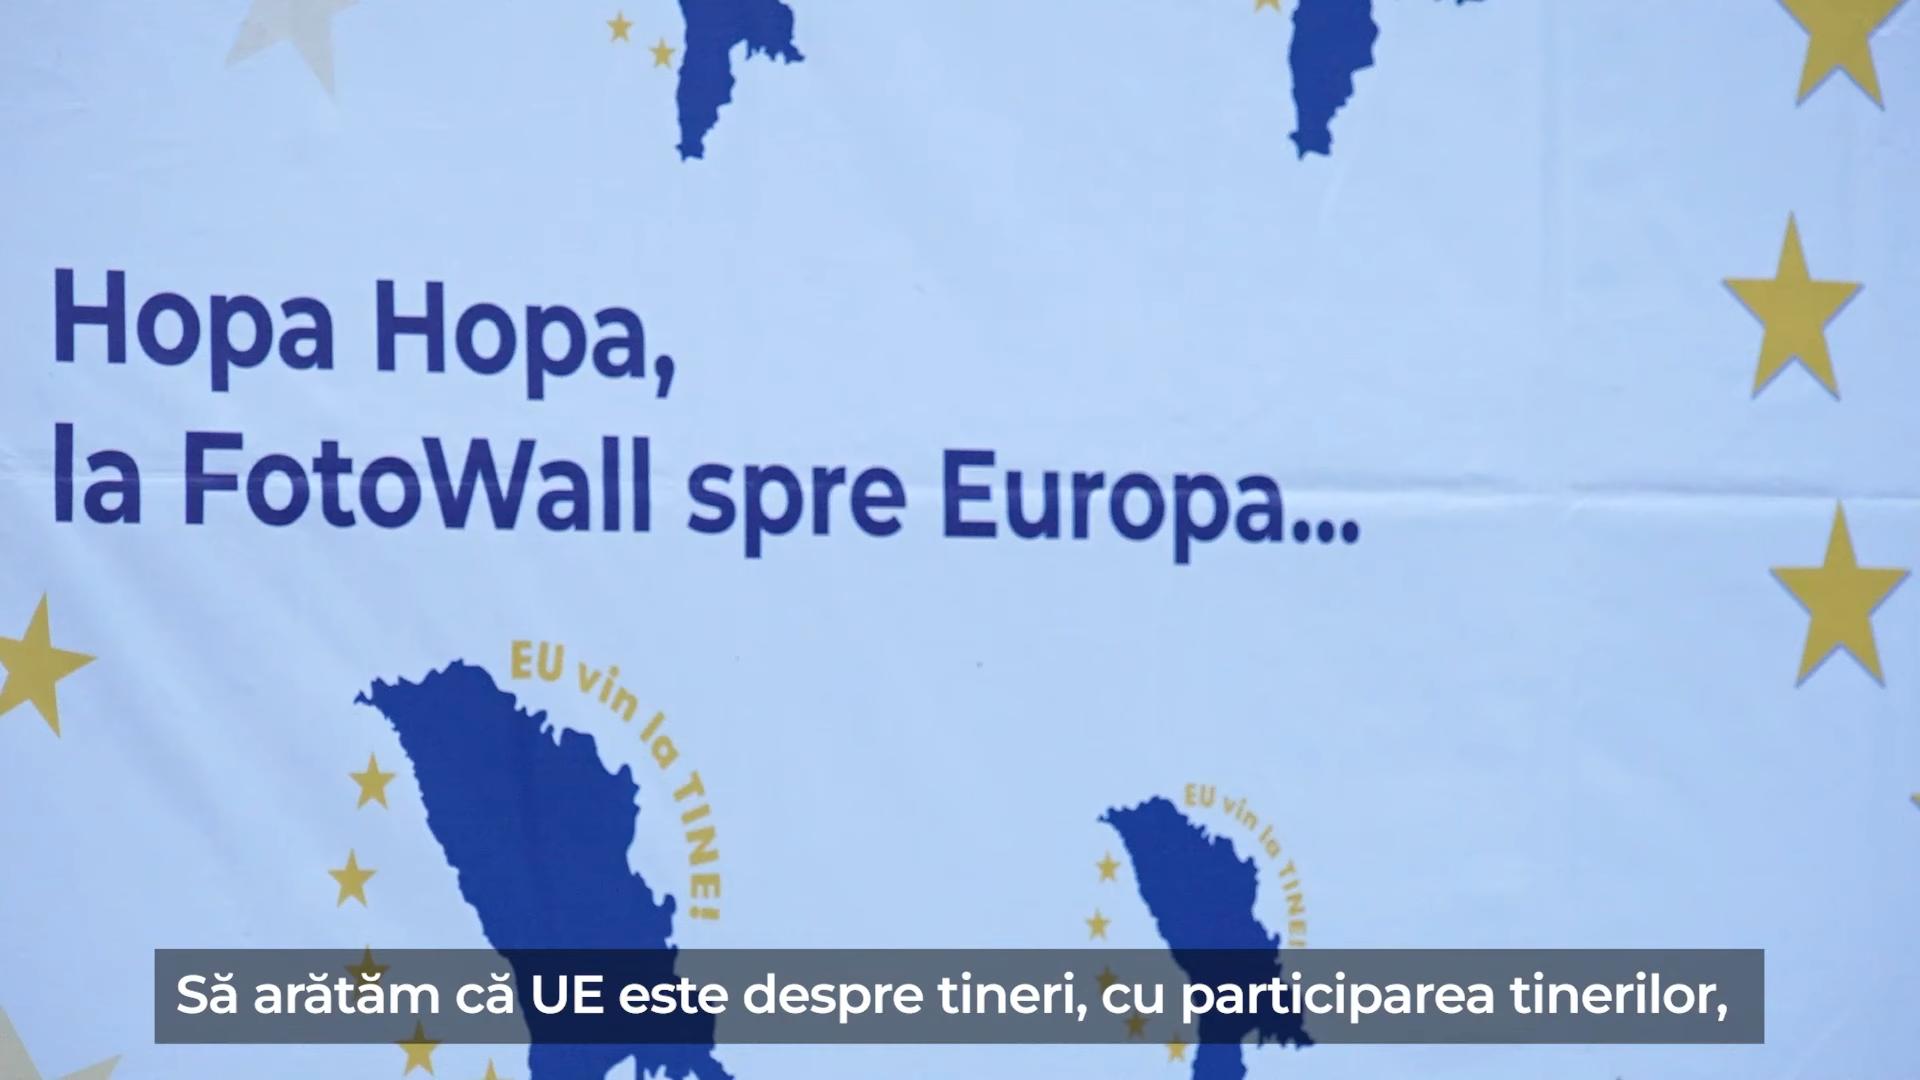 Hopa Hopa,
la FotoWall spre Europa...
EU vin la TINE!
EU vin la TINE!
Să arătăm că UE este despre tineri, cu participarea tinerilor,